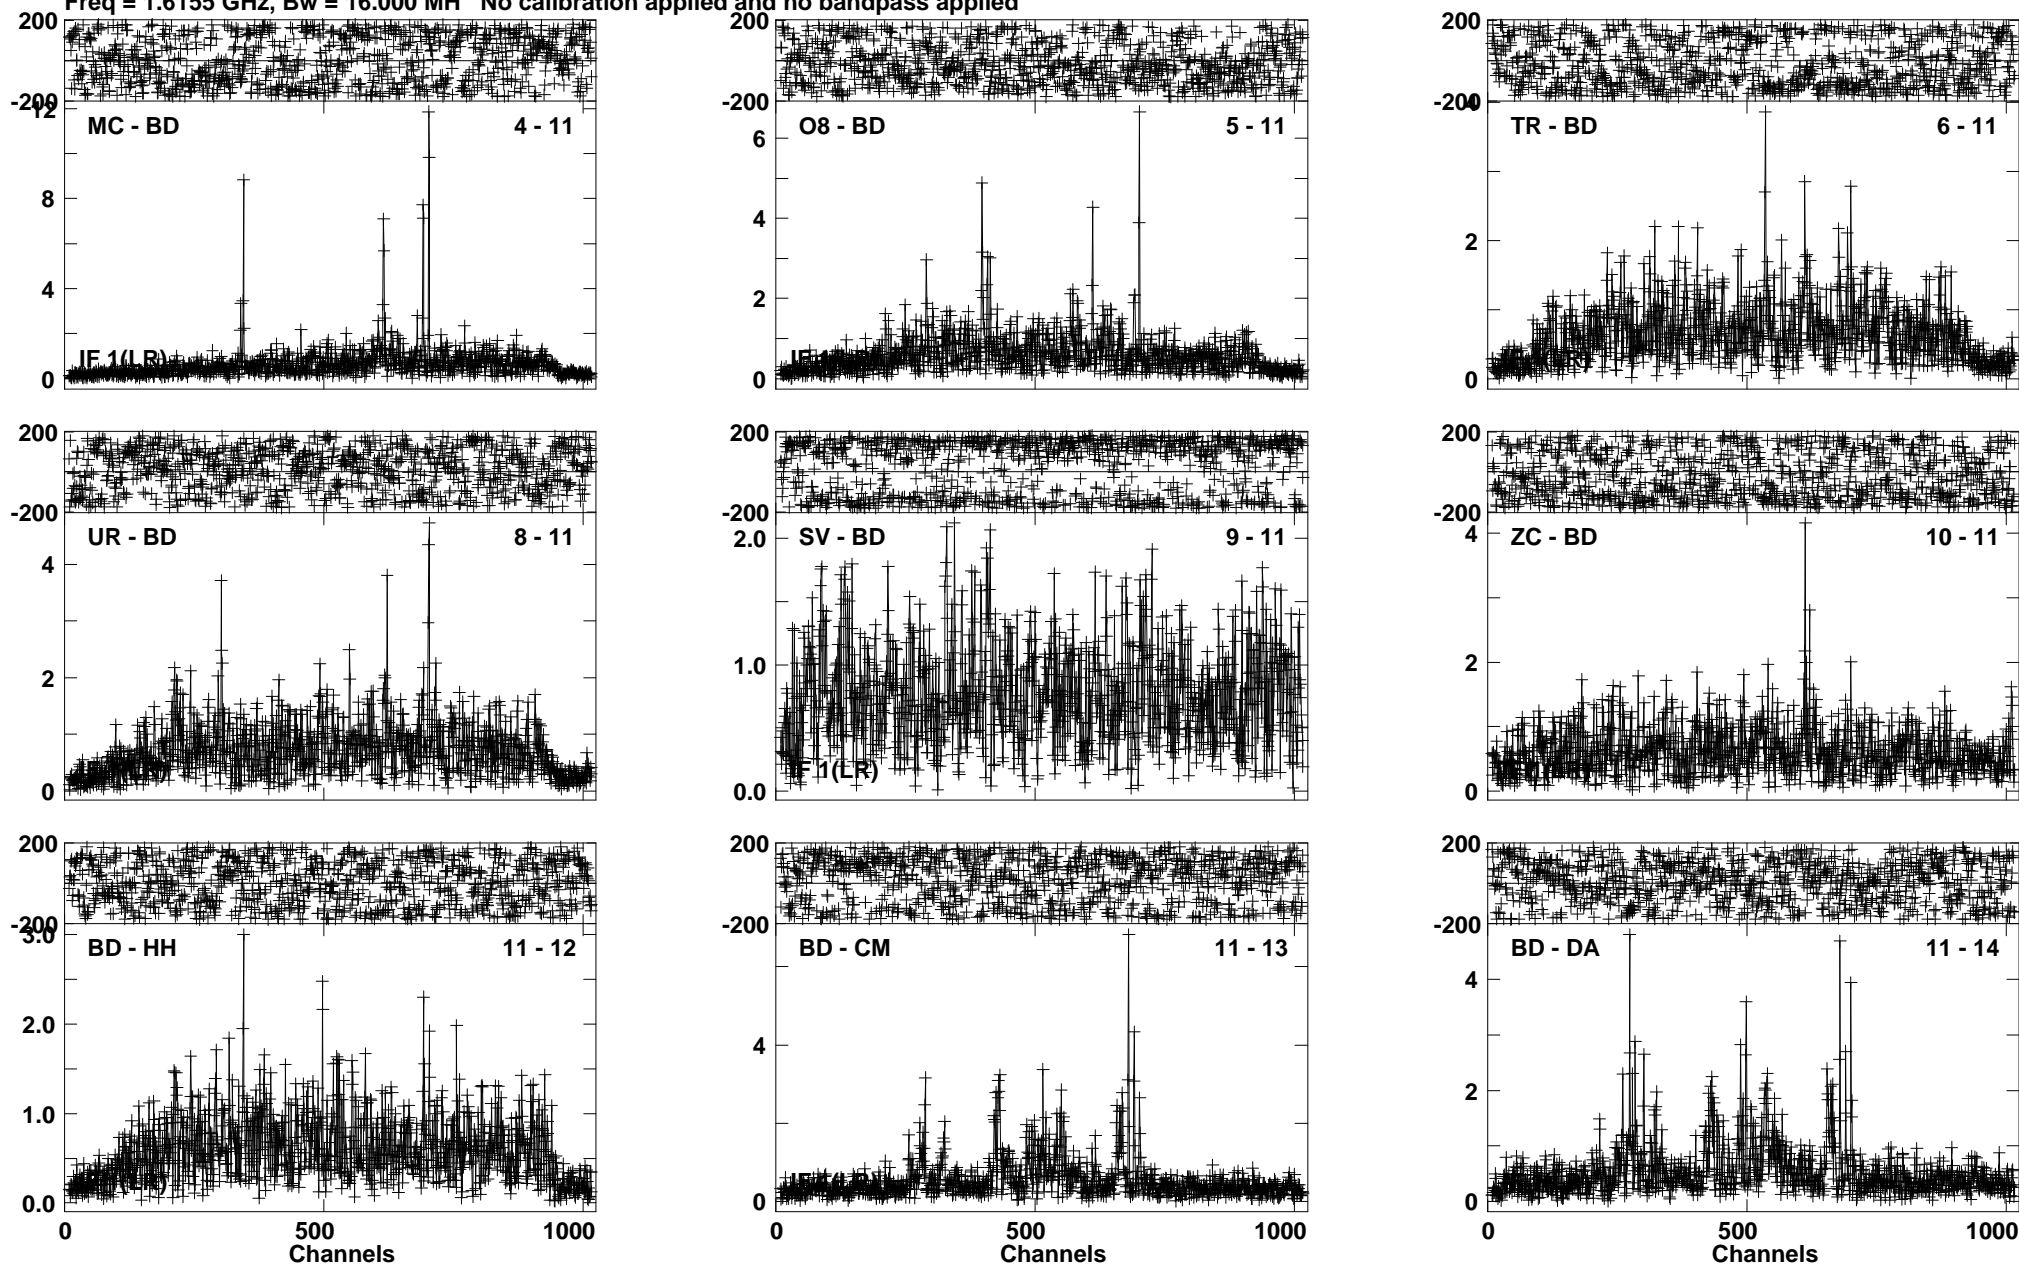 Freq = 1.6155 GHz, Bw = 16.000 MH No calibration applied and no bandpass applied
200 200 200
-200 -200 -200
12 4
MC - BD 4 - 11 O8 - BD 5 - 11 TR - BD 6 - 11
6
8
4 2
4
2
IF 1(LR)
0 0 0
200 200 200
-200 -200 -200
UR - BD 8 - 11 SV - BD 9 - 11 ZC - BD 10 - 11
2.0 4
4
1.0 2
2
IF 1(LR)
0 0.0 0
200 200 200
-200 -200 -200
3.0
BD - HH 11 - 12 BD - CM 11 - 13 BD - DA 11 - 14
4
2.0 4
1.0 2
0.0 0 0
0 500 1000 0 500 1000 0 500 1000
Channels Channels Channels